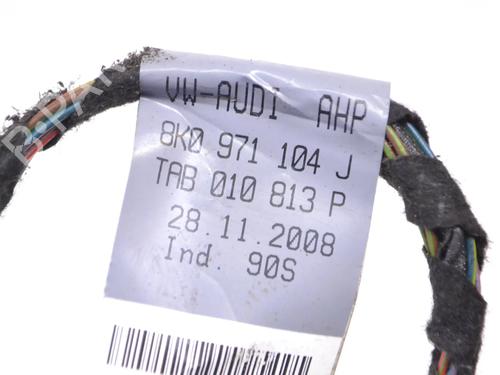 VW-AUDI AHP
8K0 971 104 J
TAB 010 813 P
28.11.2008
Ind. 90S